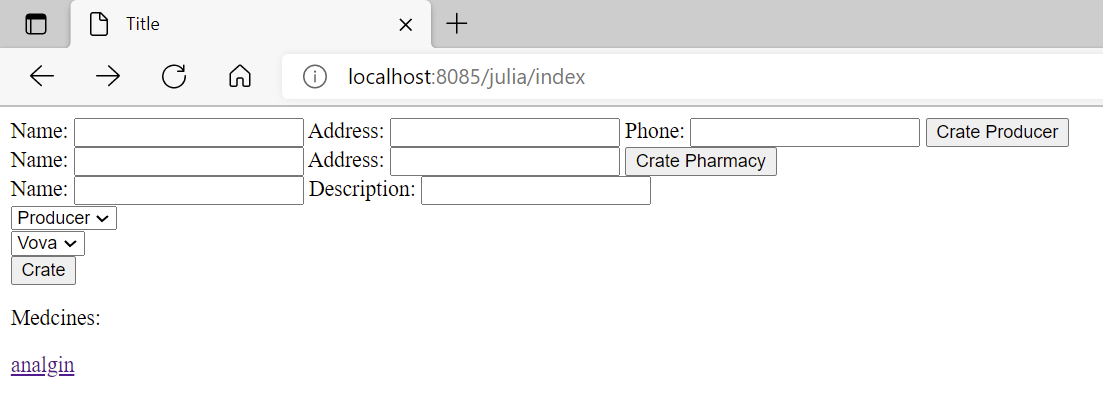 Title
localhost:8085/julia/index
Name: Address: Phone: Crate Producer
Name: Address: Crate Pharmacy
Name: Description:
Producer
Vova
Crate
Medcines:
analgin